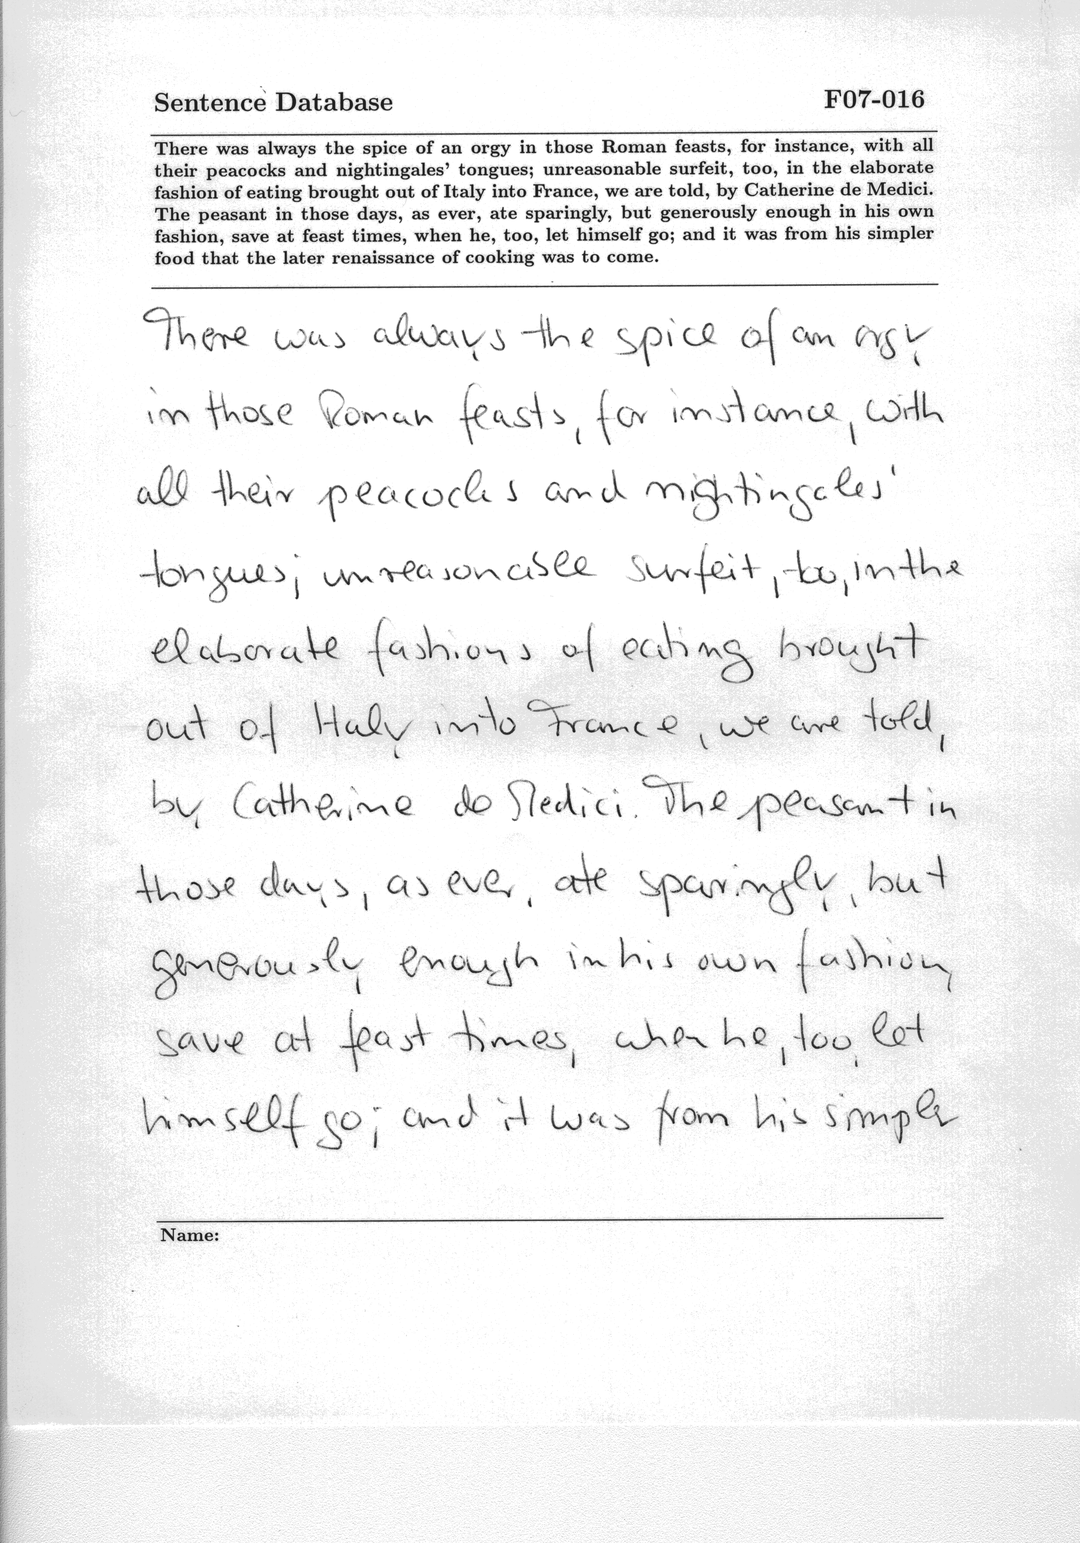 Sentence Database F07-016
There was always the spice of an orgy in those Roman feasts, for instance, with all
their peacocks and nightingales' tongues; unreasonable surfeit, too, in the elaborate
fashion of eating brought out of Italy into France, we are told, by Catherine de Medici.
The peasant in those days, as ever, ate sparingly, but generously enough in his own
fashion, save at feast times, when he, too, let himself go; and it was from his simpler
food that the later renaissance of cooking was to come.
There was always the spice of an orgy
in those Roman feasts, for instance, with
all their peacocks and nightingales'
tongues; unreasonable surfeit, too, in the
elaborate fashions of eating brought
out of Italy into France, we are told,
by Catherine de Medici. The peasant in
those days, as ever, ate sparingly, but
generously enough in his own fashion,
save at feast times, when he, too, let
himself go; and it was from his simpler
Name: